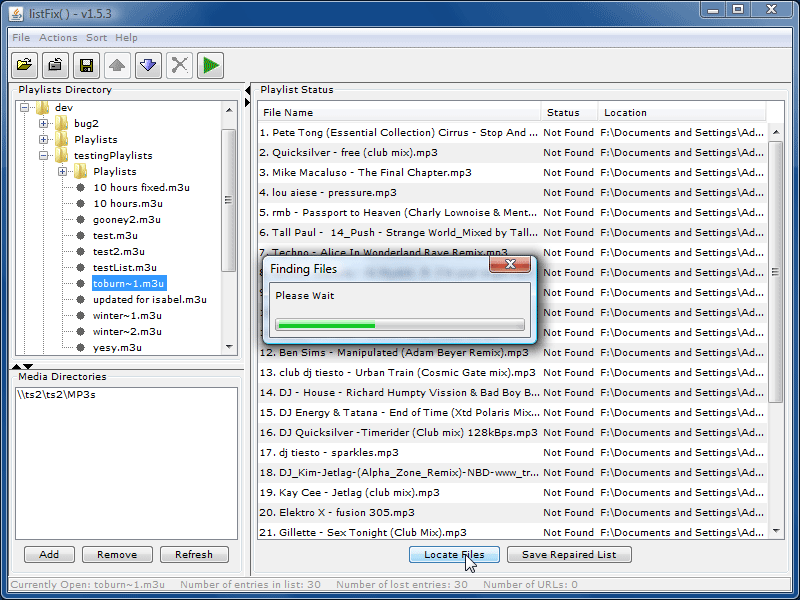 listFix( ) - v1.5.3
File Actions Sort Help
Playlists Directory
dev
bug2
Playlists
testingPlaylists
Playlists
10 hours fixed.m3u
10 hours.m3u
gooney2.m3u
test.m3u
test2.m3u
testList.m3u
toburn~1.m3u
updated for isabel.m3u
winter~1.m3u
winter~2.m3u
yesy.m3u
Media Directories
\\ts2\ts2\MP3s
Add Remove Refresh
Playlist Status
File Name Status Location
1. Pete Tong (Essential Collection) Cirrus - Stop And ... Not Found F:\Documents and Settings\Ad...
2. Quicksilver - free (club mix).mp3 Not Found F:\Documents and Settings\Ad...
3. Mike Macaluso - The Final Chapter.mp3 Not Found F:\Documents and Settings\Ad...
4. lou aiese - pressure.mp3 Not Found F:\Documents and Settings\Ad...
5. rmb - Passport to Heaven (Charly Lownoise & Ment... Not Found F:\Documents and Settings\Ad...
6. Tall Paul - 14_Push - Strange World_Mixed by Tall... Not Found F:\Documents and Settings\Ad...
7. Techno - Alice In Wonderland Rave Remix.mp3 Not Found F:\Documents and Settings\Ad...
Not Found F:\Documents and Settings\Ad...
Not Found F:\Documents and Settings\Ad...
Not Found F:\Documents and Settings\Ad...
Not Found F:\Documents and Settings\Ad...
12. Ben Sims - Manipulated (Adam Beyer Remix).mp3 Not Found F:\Documents and Settings\Ad...
13. club dj tiesto - Urban Train (Cosmic Gate mix).mp3 Not Found F:\Documents and Settings\Ad...
14. DJ - House - Richard Humpty Vission & Bad Boy B... Not Found F:\Documents and Settings\Ad...
15. DJ Energy & Tatana - End of Time (Xtd Polaris Mix... Not Found F:\Documents and Settings\Ad...
16. DJ Quicksilver -Timerider (Club mix) 128kBps.mp3 Not Found F:\Documents and Settings\Ad...
17. dj tiesto - sparkles.mp3 Not Found F:\Documents and Settings\Ad...
18. DJ_Kim-Jetlag-(Alpha_Zone_Remix)-NBD-www_tr... Not Found F:\Documents and Settings\Ad...
19. Kay Cee - Jetlag (club mix).mp3 Not Found F:\Documents and Settings\Ad...
20. Elektro X - fusion 305.mp3 Not Found F:\Documents and Settings\Ad...
21. Gillette - Sex Tonight (Club Mix).mp3 Not Found F:\Documents and Settings\Ad...
Finding Files
Please Wait
Locate Files Save Repaired List
Currently Open: toburn~1.m3u Number of entries in list: 30 Number of lost entries: 30 Number of URLs: 0